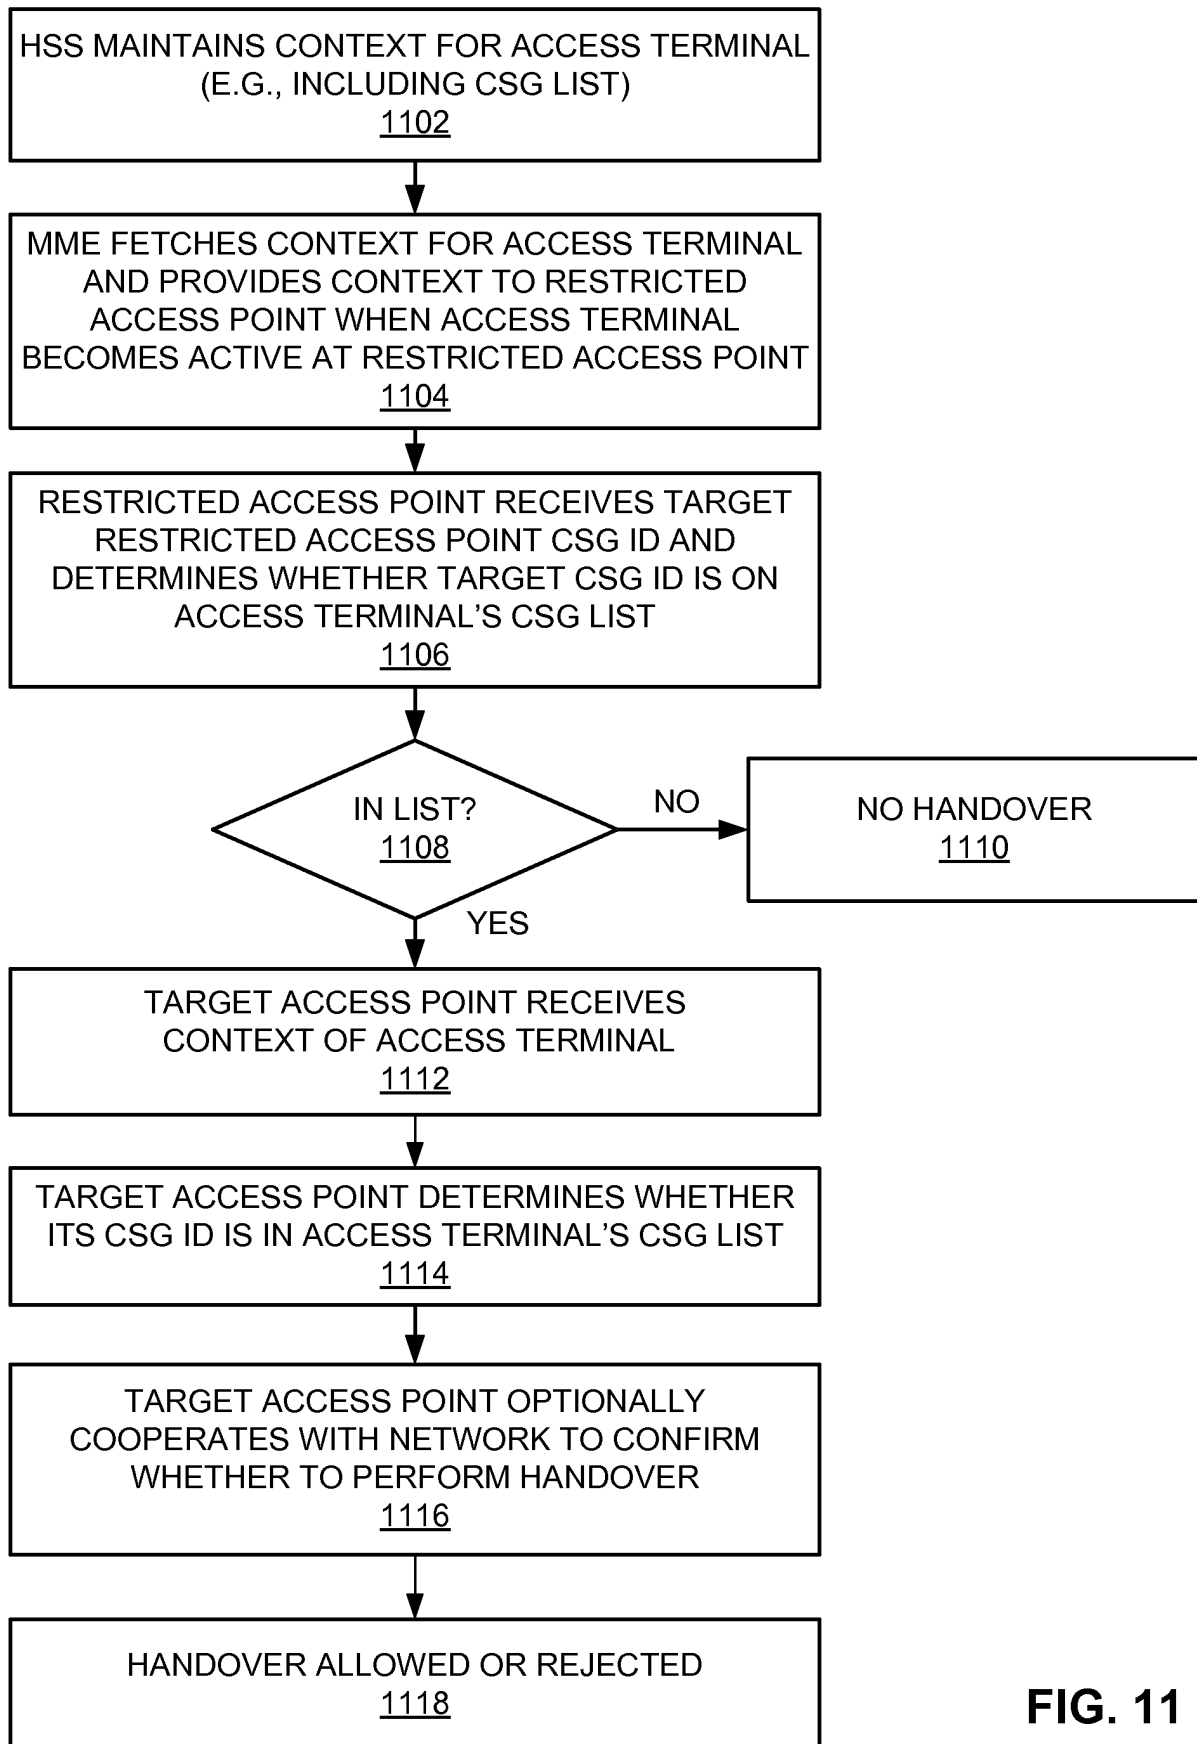 HSS MAINTAINS CONTEXT FOR ACCESS TERMINAL
(E.G., INCLUDING CSG LIST)
1102
MME FETCHES CONTEXT FOR ACCESS TERMINAL
AND PROVIDES CONTEXT TO RESTRICTED
ACCESS POINT WHEN ACCESS TERMINAL
BECOMES ACTIVE AT RESTRICTED ACCESS POINT
1104
RESTRICTED ACCESS POINT RECEIVES TARGET
RESTRICTED ACCESS POINT CSG ID AND
DETERMINES WHETHER TARGET CSG ID IS ON
ACCESS TERMINAL’S CSG LIST
1106
IN LIST?
1108
NO
NO HANDOVER
1110
YES
TARGET ACCESS POINT RECEIVES
CONTEXT OF ACCESS TERMINAL
1112
TARGET ACCESS POINT DETERMINES WHETHER
ITS CSG ID IS IN ACCESS TERMINAL’S CSG LIST
1114
TARGET ACCESS POINT OPTIONALLY
COOPERATES WITH NETWORK TO CONFIRM
WHETHER TO PERFORM HANDOVER
1116
HANDOVER ALLOWED OR REJECTED
1118
FIG. 11